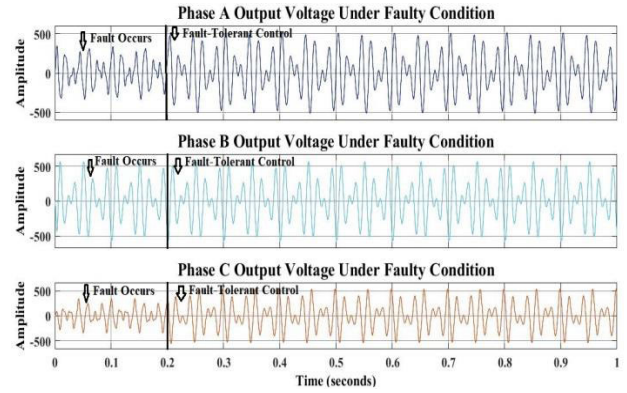 Phase A Output Voltage Under Faulty Condition
500
0
-500
Amplitude
Fault Occurs
Fault-Tolerant Control
Phase B Output Voltage Under Faulty Condition
500
0
-500
Amplitude
Fault Occurs
Fault-Tolerant Control
Phase C Output Voltage Under Faulty Condition
500
0
-500
Amplitude
Fault Occurs
Fault-Tolerant Control
0 0.1 0.2 0.3 0.4 0.5 0.6 0.7 0.8 0.9 1
Time (seconds)